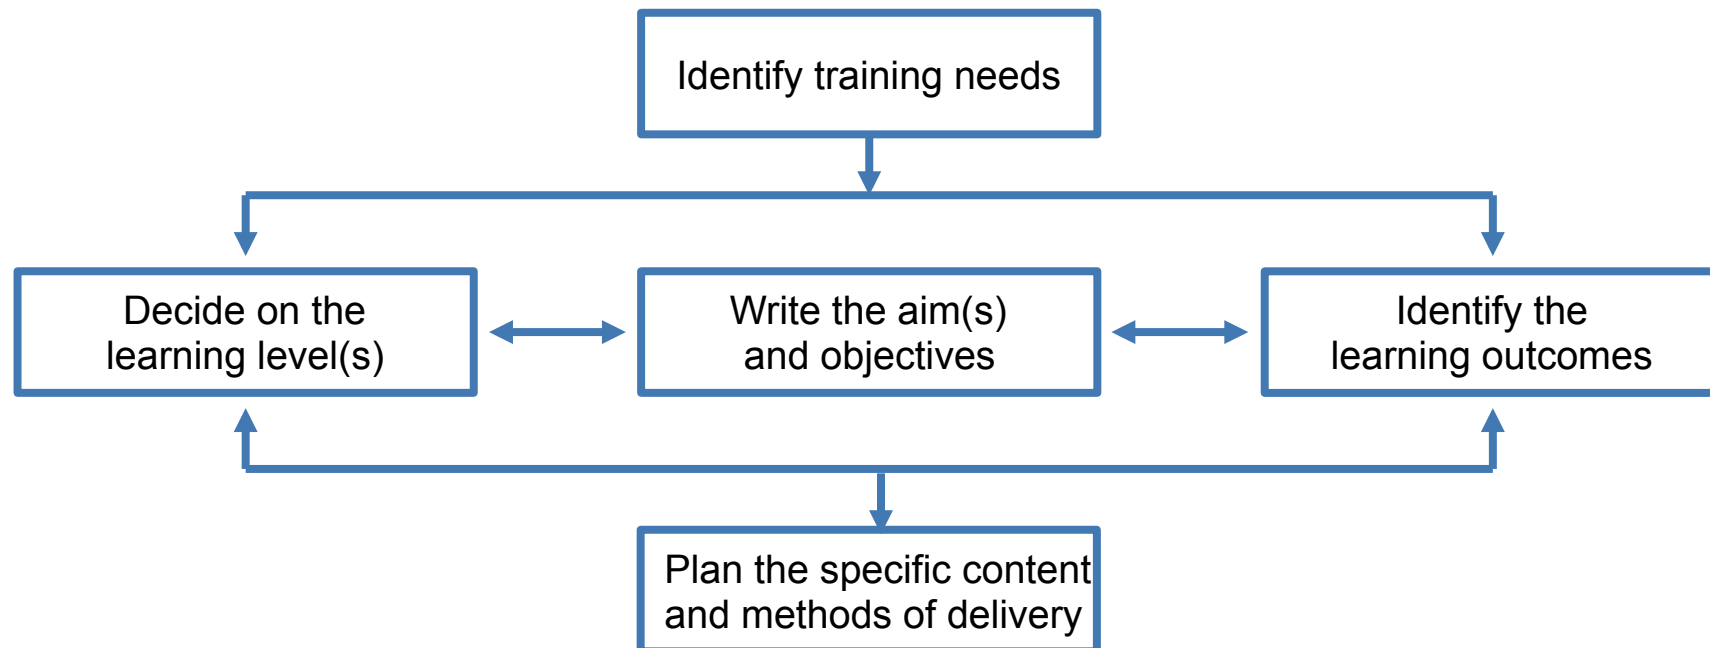 Identify training needs
Decide on the
learning level(s)
Write the aim(s)
and objectives
Identify the
learning outcomes
Plan the specific content
and methods of delivery